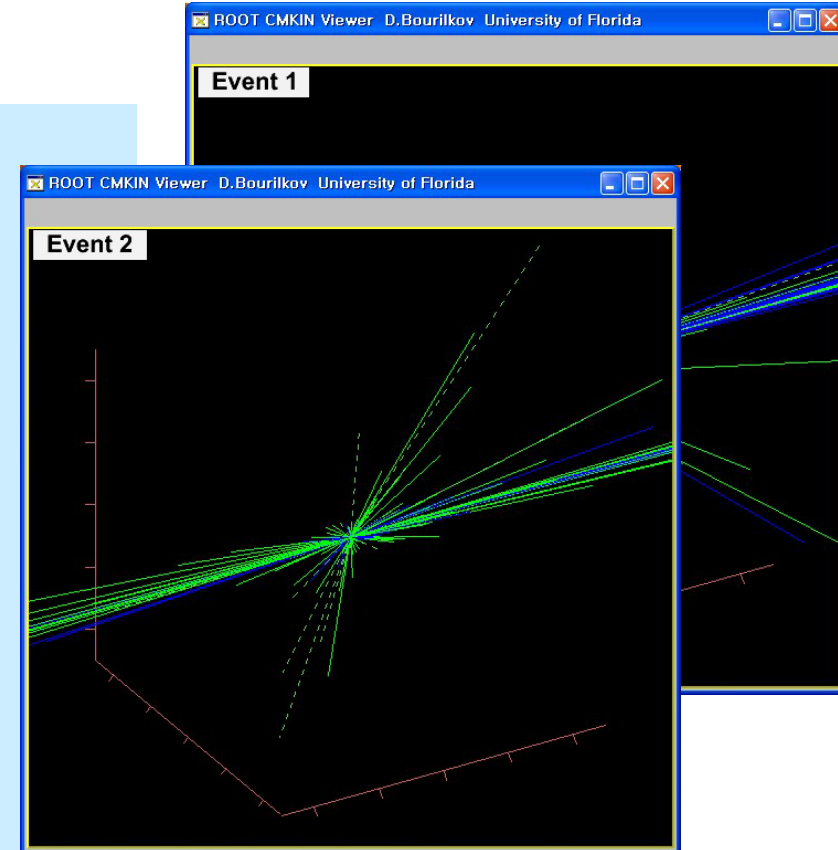 ROOT CMKIN Viewer D.Bourilkov University of Florida
Event 1
ROOT CMKIN Viewer D.Bourilkov University of Florida
Event 2